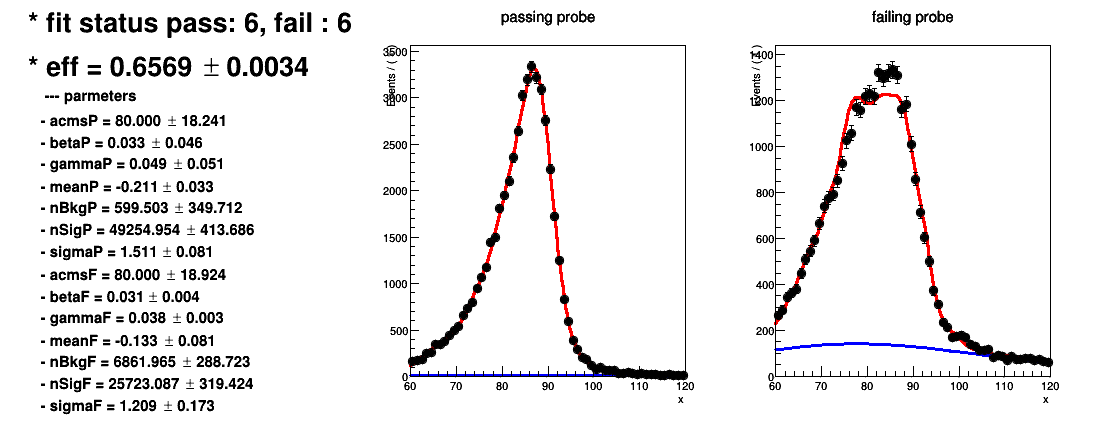 * fit status pass: 6, fail : 6
* eff = 0.6569 ± 0.0034
--- parmeters
- acmsP = 80.000 ± 18.241
- betaP = 0.033 ± 0.046
- gammaP = 0.049 ± 0.051
- meanP = -0.211 ± 0.033
- nBkgP = 599.503 ± 349.712
- nSigP = 49254.954 ± 413.686
- sigmaP = 1.511 ± 0.081
- acmsF = 80.000 ± 18.924
- betaF = 0.031 ± 0.004
- gammaF = 0.038 ± 0.003
- meanF = -0.133 ± 0.081
- nBkgF = 6861.965 ± 288.723
- nSigF = 25723.087 ± 319.424
- sigmaF = 1.209 ± 0.173
passing probe
Events / ( 1 )
3500
3000
2500
2000
1500
1000
500
0
60 70 80 90 100 110 120
x
failing probe
Events / ( 1 )
1400
1200
1000
800
600
400
200
0
60 70 80 90 100 110 120
x